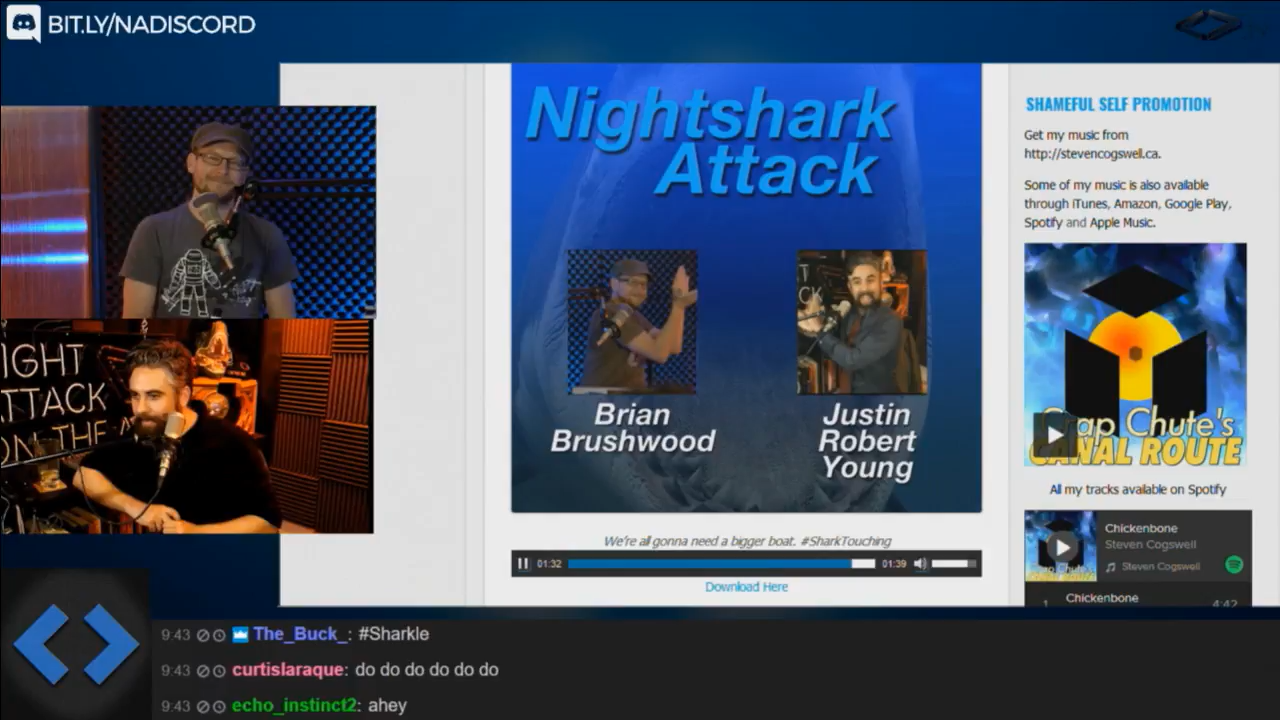 BIT.LY/NADISCORD
Nightshark
Attack
Brian
Brushwood
Justin
Robert
Young
We're all gonna need a bigger boat. #SharkTouching
01:32
01:39
Download Here
SHAMEFUL SELF PROMOTION
Get my music from
http://stevencogswell.ca.
Some of my music is also available
through iTunes, Amazon, Google Play,
Spotify and Apple Music.
Crap Chute's
CANAL ROUTE
All my tracks available on Spotify
Chickenbone
Steven Cogswell
Steven Cogswell
1 Chickenbone 4:42
IGHT
ATTACK
ON THE A
9:43 The_Buck_: #Sharkle
9:43 curtislaraque: do do do do do do
9:43 echo_instinct2: ahey